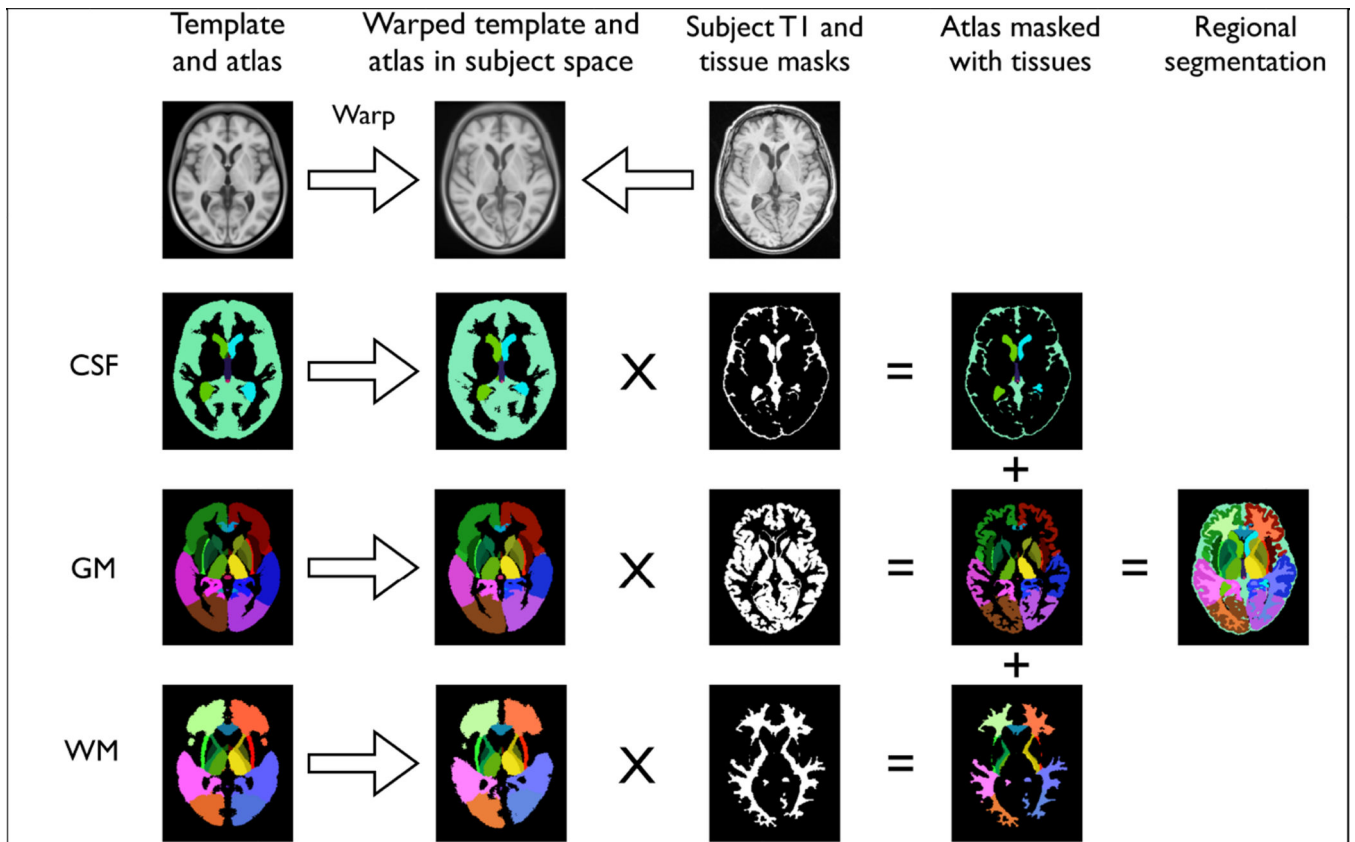 Template
and atlas
Warped template and
atlas in subject space
Subject T1 and
tissue masks
Atlas masked
with tissues
Regional
segmentation
Warp
CSF
X
=
+
GM
X
=
=
+
WM
X
=